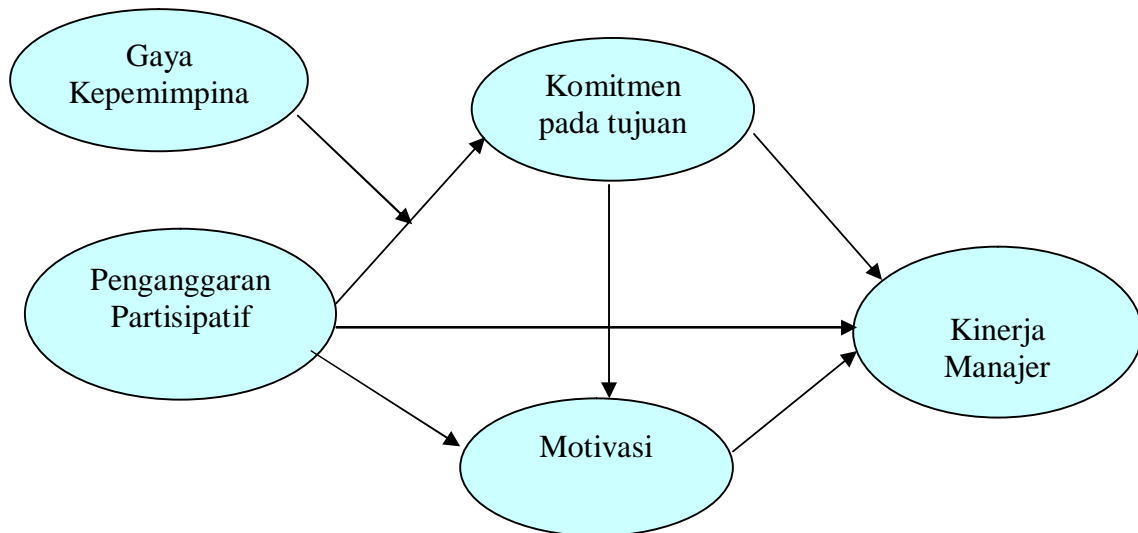 Gaya
Kepemimpina
Komitmen
pada tujuan
Penganggaran
Partisipatif
Kinerja
Manajer
Motivasi